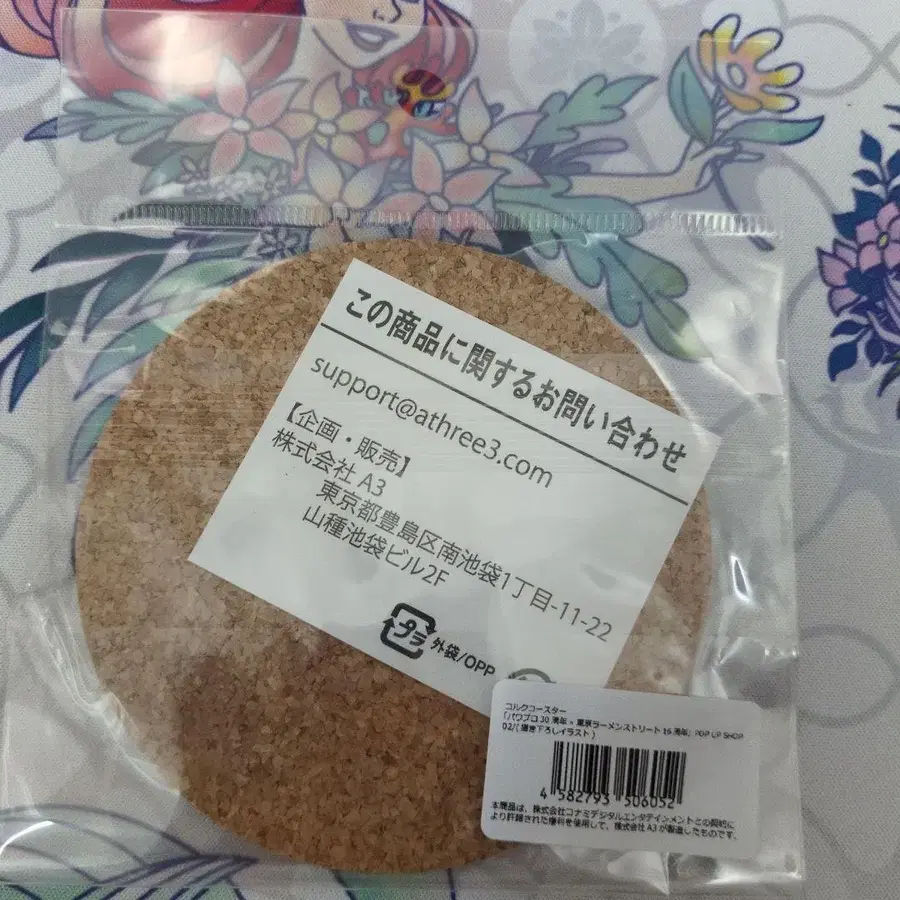 この商品に関するお問い合わせ
support@athree3.com
【企画・販売】
株式会社 A3
東京都豊島区南池袋1丁目-11-22
山種池袋ビル2F
プラ
外袋/OPP
コルクコースター
「パワプロ 30 周年 × 東京ラーメンストリート 16 周年」 POP UP SHOP
02/( 描き下ろしイラスト )
4 582793 506052
本商品は、株式会社コナミデジタルエンタテインメントとの契約に
より許諾された権利を使用して、株式会社 A3 が製造したものです。